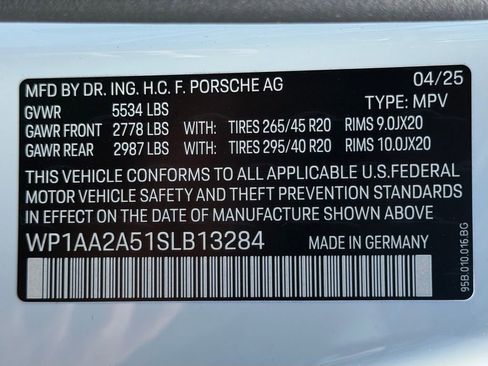 MFD BY DR. ING. H.C. F. PORSCHE AG 04/25
GVWR 5534 LBS TYPE: MPV
GAWR FRONT 2778 LBS WITH: TIRES 265/45 R20 RIMS 9.0JX20
GAWR REAR 2987 LBS WITH: TIRES 295/40 R20 RIMS 10.0JX20
THIS VEHICLE CONFORMS TO ALL APPLICABLE U.S.FEDERAL
MOTOR VEHICLE SAFETY AND THEFT PREVENTION STANDARDS
IN EFFECT ON THE DATE OF MANUFACTURE SHOWN ABOVE
WP1AA2A51SLB13284 MADE IN GERMANY
95B.010.016.BG